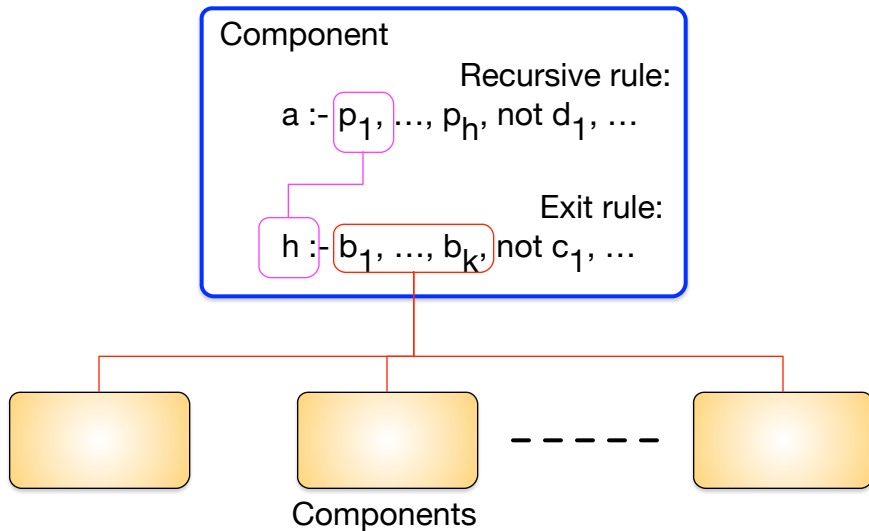 Component
Recursive rule:
a :- p1, ..., ph, not d1, ...
Exit rule:
h :- b1, ..., bk, not c1, ...
Components